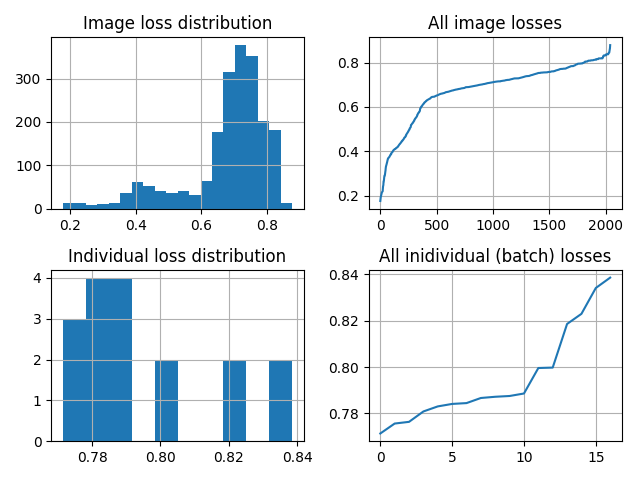 Image loss distribution
All image losses
300
200
100
0
0.2 0.4 0.6 0.8
0.8
0.6
0.4
0.2
0 500 1000 1500 2000
Individual loss distribution
All inidividual (batch) losses
4
3
2
1
0
0.78 0.80 0.82 0.84
0.84
0.82
0.80
0.78
0 5 10 15